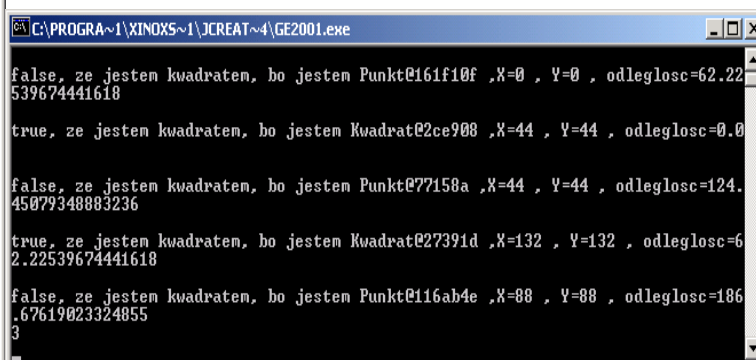 C:\PROGRA~1\XINOXS~1\JCREAT~4\GE2001.exe
false, ze jestem kwadratem, bo jestem Punkt@161f10f ,X=0 , Y=0 , odleglosc=62.22
539674441618
true, ze jestem kwadratem, bo jestem Kwadrat@2ce908 ,X=44 , Y=44 , odleglosc=0.0
false, ze jestem kwadratem, bo jestem Punkt@77158a ,X=44 , Y=44 , odleglosc=124.
45079348883236
true, ze jestem kwadratem, bo jestem Kwadrat@27391d ,X=132 , Y=132 , odleglosc=6
2.22539674441618
false, ze jestem kwadratem, bo jestem Punkt@116ab4e ,X=88 , Y=88 , odleglosc=186
.67619023324855
3